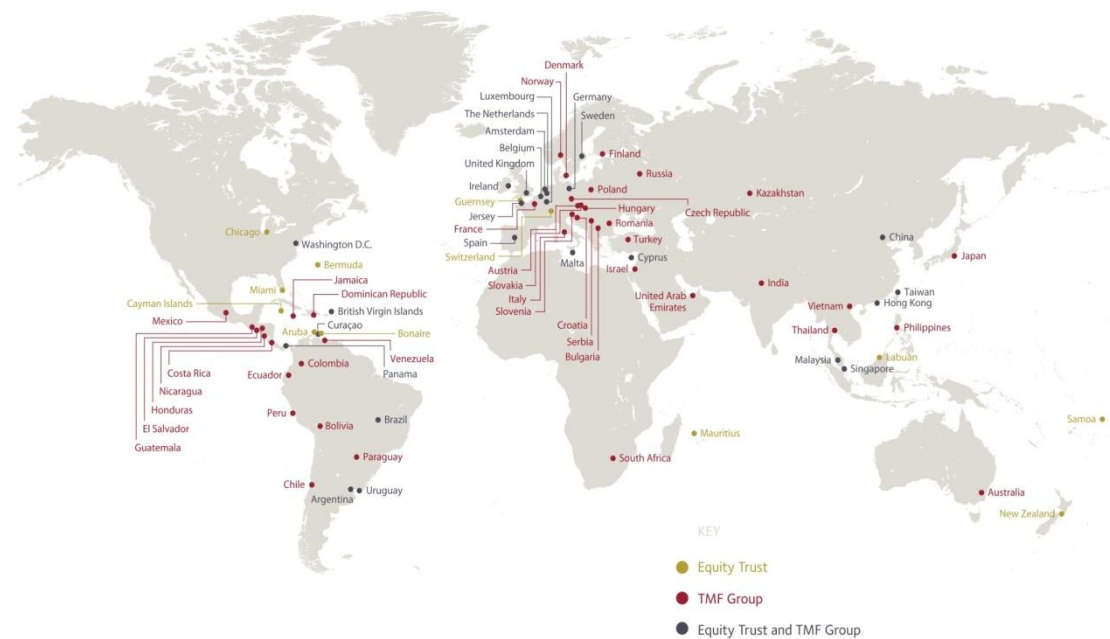 Denmark
Norway
Luxembourg
Germany
The Netherlands
Sweden
Amsterdam
Belgium
United Kingdom
Finland
Russia
Ireland
Poland
Kazakhstan
Guernsey
Hungary
Jersey
Czech Republic
France
Romania
Spain
Turkey
Switzerland
Malta
Cyprus
Austria
Israel
Slovakia
Italy
Slovenia
United Arab
Emirates
Croatia
Serbia
Bulgaria
Chicago
Washington D.C.
Bermuda
Jamaica
Miami
Dominican Republic
Cayman Islands
British Virgin Islands
Mexico
Curaçao
Aruba
Bonaire
Venezuela
Panama
Costa Rica
Colombia
Nicaragua
Ecuador
Honduras
El Salvador
Guatemala
Peru
Brazil
Bolivia
Paraguay
Chile
Uruguay
Argentina
China
Japan
India
Taiwan
Hong Kong
Vietnam
Thailand
Philippines
Malaysia
Labuan
Singapore
Samoa
Mauritius
South Africa
Australia
New Zealand
KEY
Equity Trust
TMF Group
Equity Trust and TMF Group